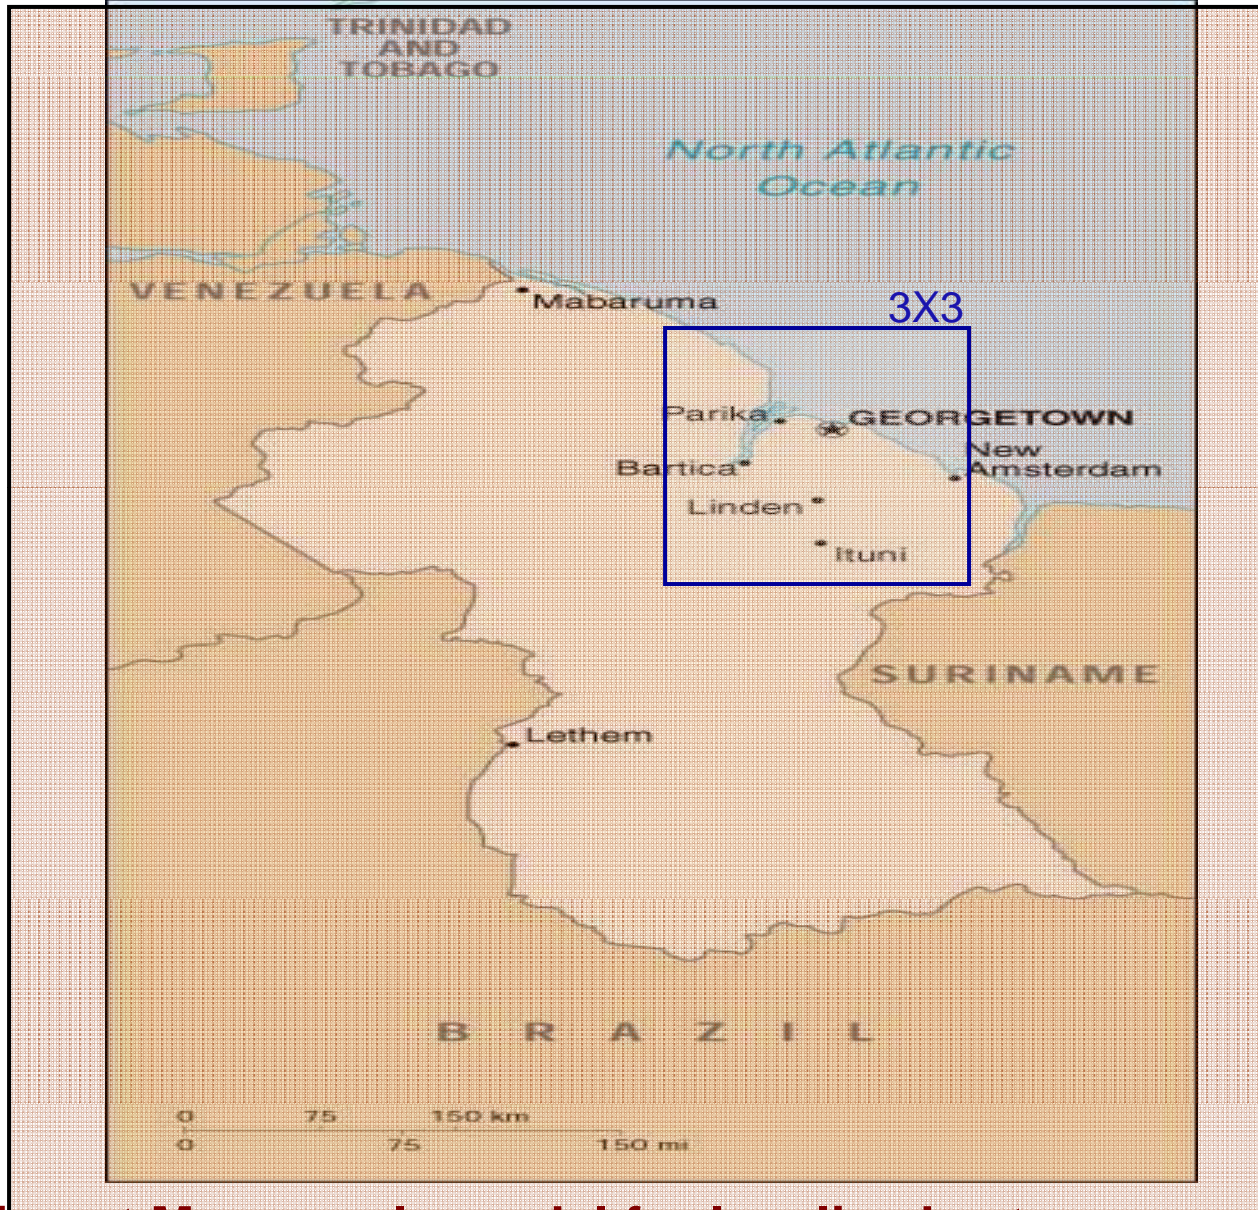 TRINIDAD
AND
TOBAGO
North Atlantic
Ocean
VENEZUELA
Mabaruma
3X3
Parika
GEORGETOWN
New
Amsterdam
Bartica
Linden
Ituni
SURINAME
Lethem
BRAZIL
0 75 150 km
0 75 150 mi